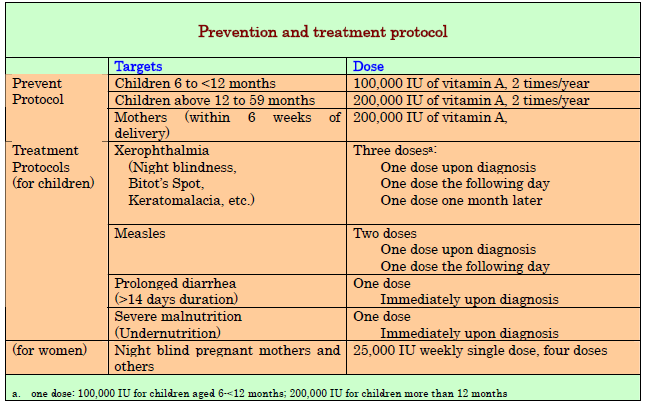 Prevention and treatment protocol
Targets Dose
Prevent Children 6 to <12 months 100,000 IU of vitamin A, 2 times/year
Protocol Children above 12 to 59 months 200,000 IU of vitamin A, 2 times/year
Mothers (within 6 weeks of 200,000 IU of vitamin A,
delivery)
Treatment Xerophthalmia Three dosesª:
Protocols (Night blindness, One dose upon diagnosis
(for children) Bitot's Spot, One dose the following day
Keratomalacia, etc.) One dose one month later
Measles Two doses
One dose upon diagnosis
One dose the following day
Prolonged diarrhea One dose
(>14 days duration) Immediately upon diagnosis
Severe malnutrition One dose
(Undernutrition) Immediately upon diagnosis
(for women) Night blind pregnant mothers and 25,000 IU weekly single dose, four doses
others
a. one dose: 100,000 IU for children aged 6-<12 months; 200,000 IU for children more than 12 months